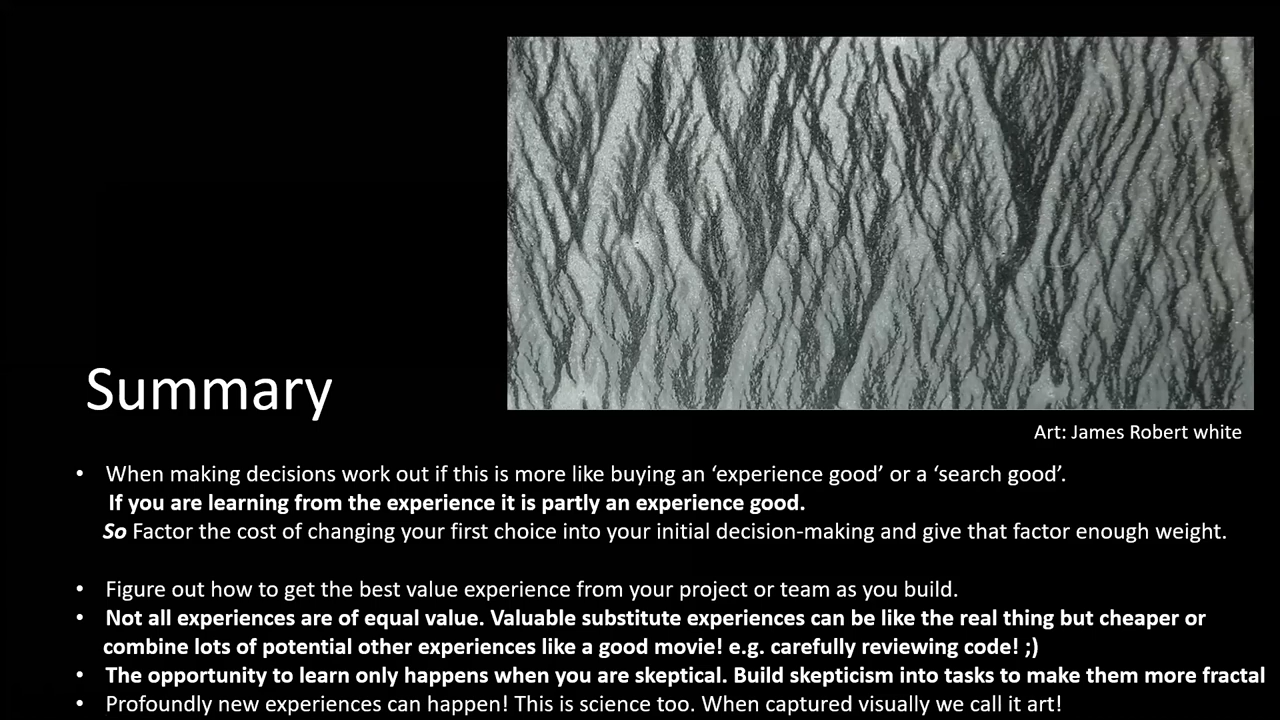 Summary
Art: James Robert white
• When making decisions work out if this is more like buying an ‘experience good’ or a ‘search good’.
If you are learning from the experience it is partly an experience good.
So Factor the cost of changing your first choice into your initial decision-making and give that factor enough weight.
• Figure out how to get the best value experience from your project or team as you build.
• Not all experiences are of equal value. Valuable substitute experiences can be like the real thing but cheaper or
combine lots of potential other experiences like a good movie! e.g. carefully reviewing code! ;)
• The opportunity to learn only happens when you are skeptical. Build skepticism into tasks to make them more fractal
• Profoundly new experiences can happen! This is science too. When captured visually we call it art!